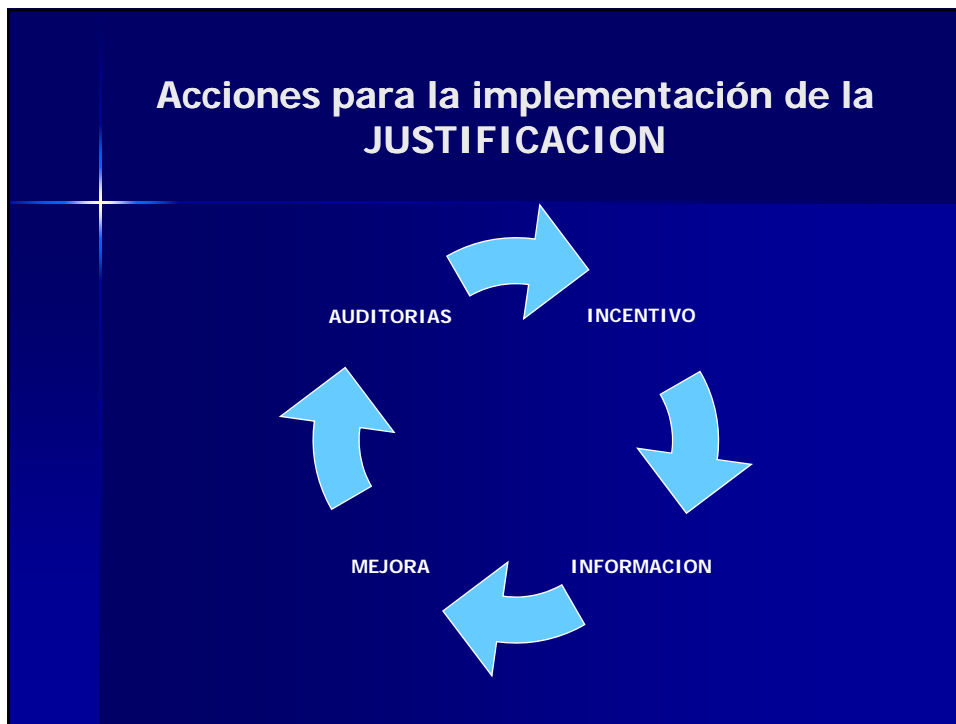 Acciones para la implementación de la
JUSTIFICACION
AUDITORIAS
INCENTIVO
MEJORA
INFORMACION